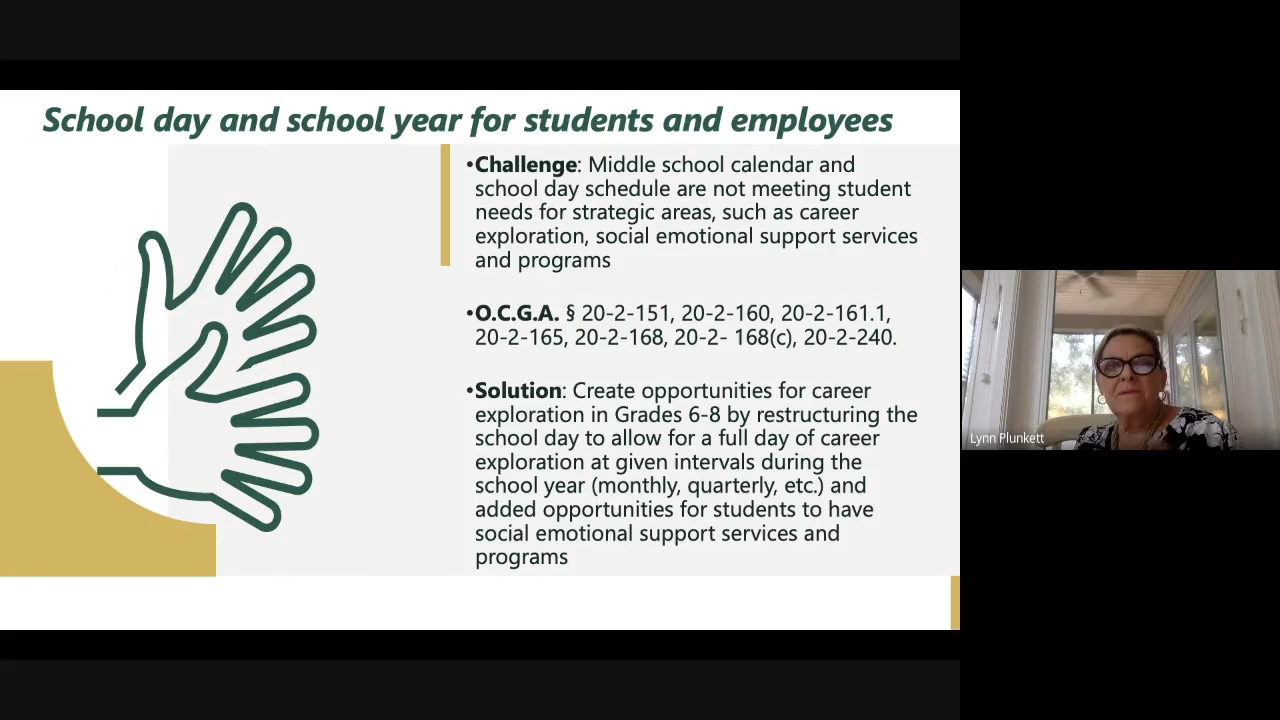 School day and school year for students and employees
•Challenge: Middle school calendar and
school day schedule are not meeting student
needs for strategic areas, such as career
exploration, social emotional support services
and programs
•O.C.G.A. § 20-2-151, 20-2-160, 20-2-161.1,
20-2-165, 20-2-168, 20-2- 168(c), 20-2-240.
•Solution: Create opportunities for career
exploration in Grades 6-8 by restructuring the
school day to allow for a full day of career
exploration at given intervals during the
school year (monthly, quarterly, etc.) and
added opportunities for students to have
social emotional support services and
programs
Lynn Plunkett